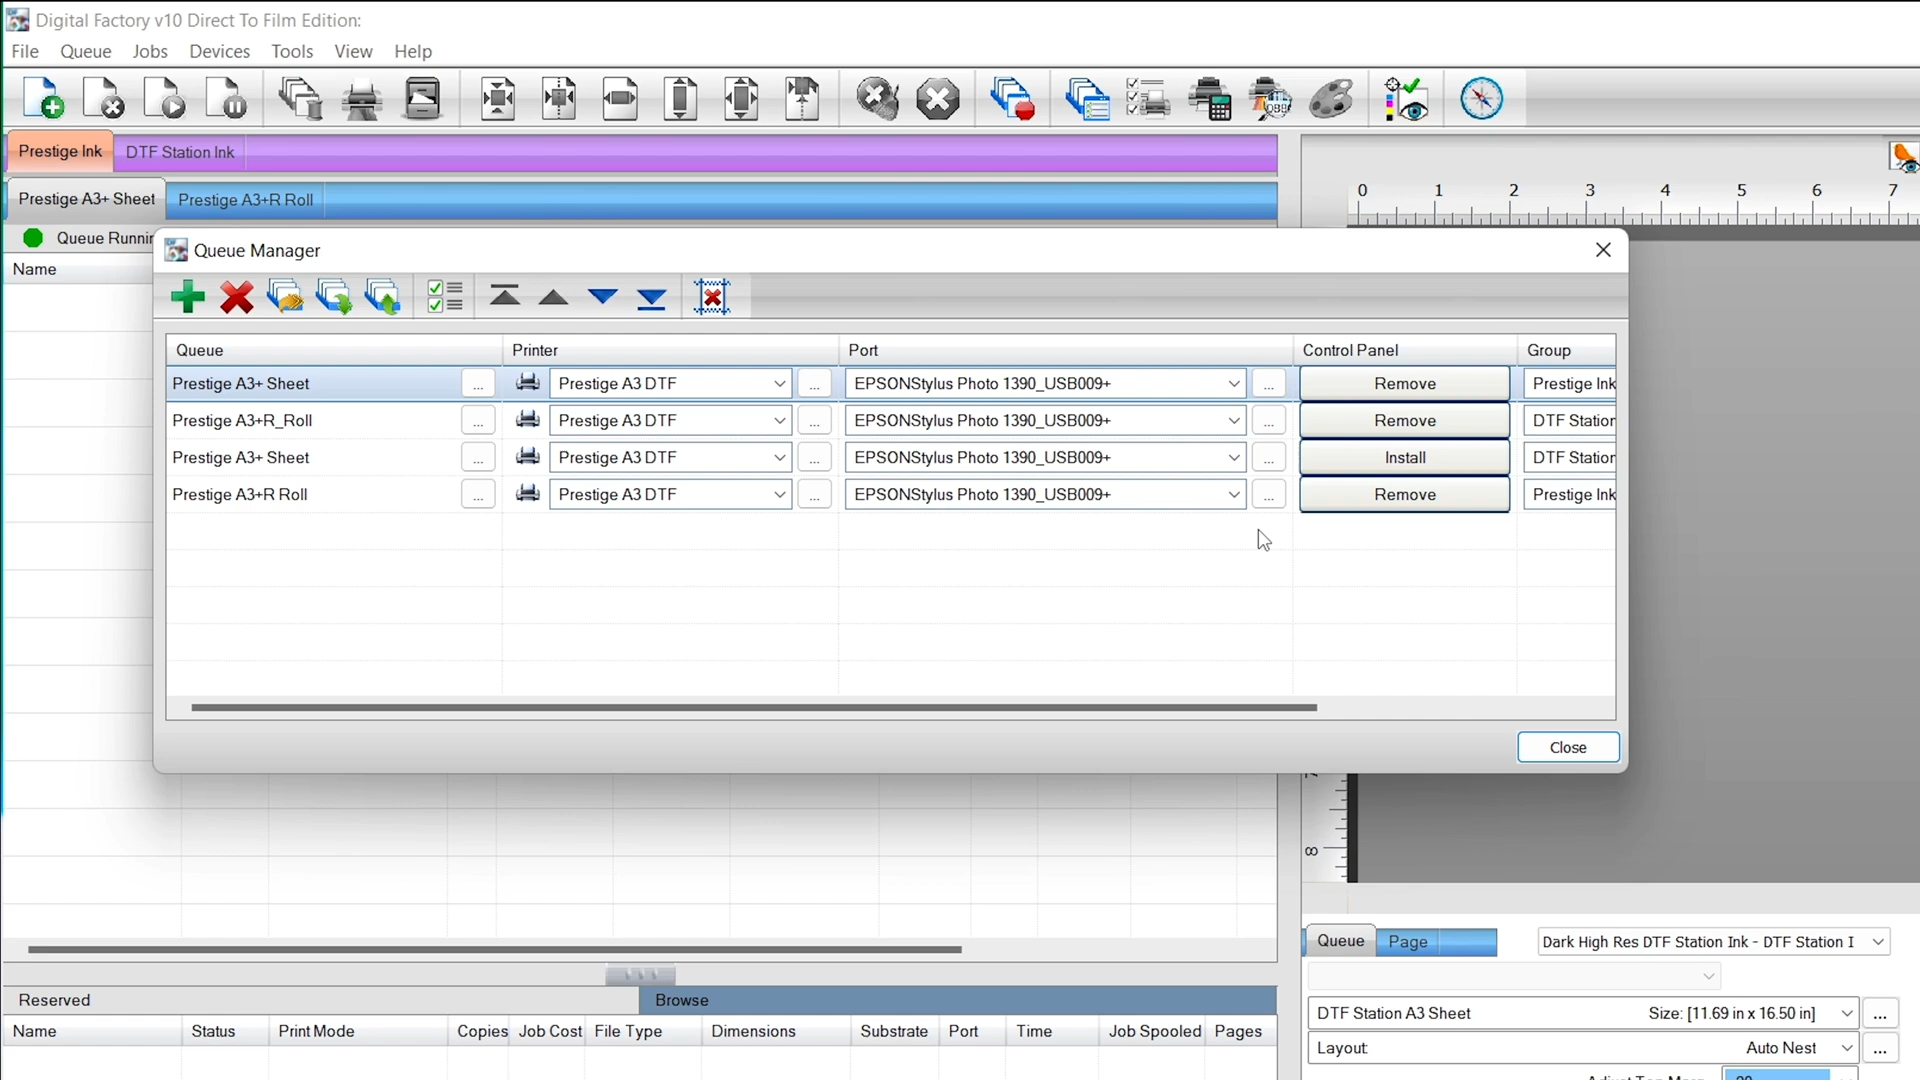 Digital Factory v10 Direct To Film Edition:
File Queue Jobs Devices Tools View Help
Prestige Ink DTF Station Ink
Prestige A3+ Sheet Prestige A3+R Roll
0 1 2 3 4 5 6 7
Queue Runnin
Name
Queue Manager
Queue Printer Port Control Panel Group
Prestige A3+ Sheet ... Prestige A3 DTF ... EPSONStylus Photo 1390_USB009+ ... Remove Prestige Ink
Prestige A3+R_Roll ... Prestige A3 DTF ... EPSONStylus Photo 1390_USB009+ ... Remove DTF Station
Prestige A3+ Sheet ... Prestige A3 DTF ... EPSONStylus Photo 1390_USB009+ ... Install DTF Station
Prestige A3+R Roll ... Prestige A3 DTF ... EPSONStylus Photo 1390_USB009+ ... Remove Prestige Ink
Close
8
Queue Page Dark High Res DTF Station Ink - DTF Station I
Reserved Browse
DTF Station A3 Sheet Size: [11.69 in x 16.50 in] ...
Name Status Print Mode Copies Job Cost File Type Dimensions Substrate Port Time Job Spooled Pages
Layout: Auto Nest ...